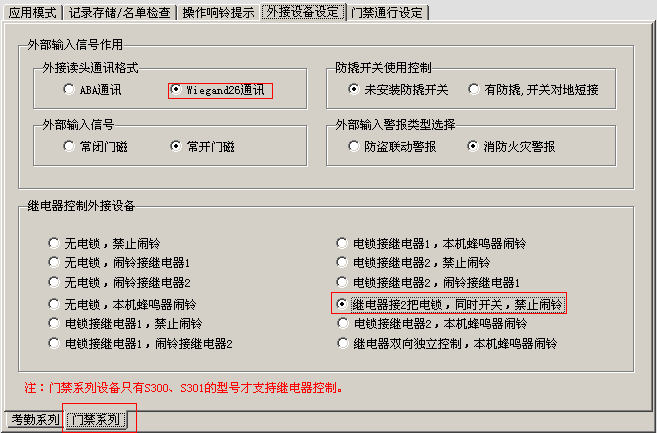 应用模式 记录存储/名单检查 操作响铃提示 外接设备设定 门禁通行设定
外部输入信号作用
外接读头通讯格式 防撬开关使用控制
ABA通讯 Wiegand26通讯 未安装防撬开关 有防撬,开关对地短接
外部输入信号 外部输入警报类型选择
常闭门磁 常开门磁 防盗联动警报 消防火灾警报
继电器控制外接设备
无电锁，禁止闹铃 电锁接继电器1，本机蜂鸣器闹铃
无电锁，闹铃接继电器1 电锁接继电器2，禁止闹铃
无电锁，闹铃接继电器2 电锁接继电器2，闹铃接继电器1
无电锁，本机蜂鸣器闹铃 继电器接2把电锁，同时开关，禁止闹铃
电锁接继电器1，禁止闹铃 电锁接继电器2，本机蜂鸣器闹铃
电锁接继电器1，闹铃接继电器2 继电器双向独立控制，本机蜂鸣器闹铃
注：门禁系列设备只有S300、S301的型号才支持继电器控制。
考勤系列 门禁系列